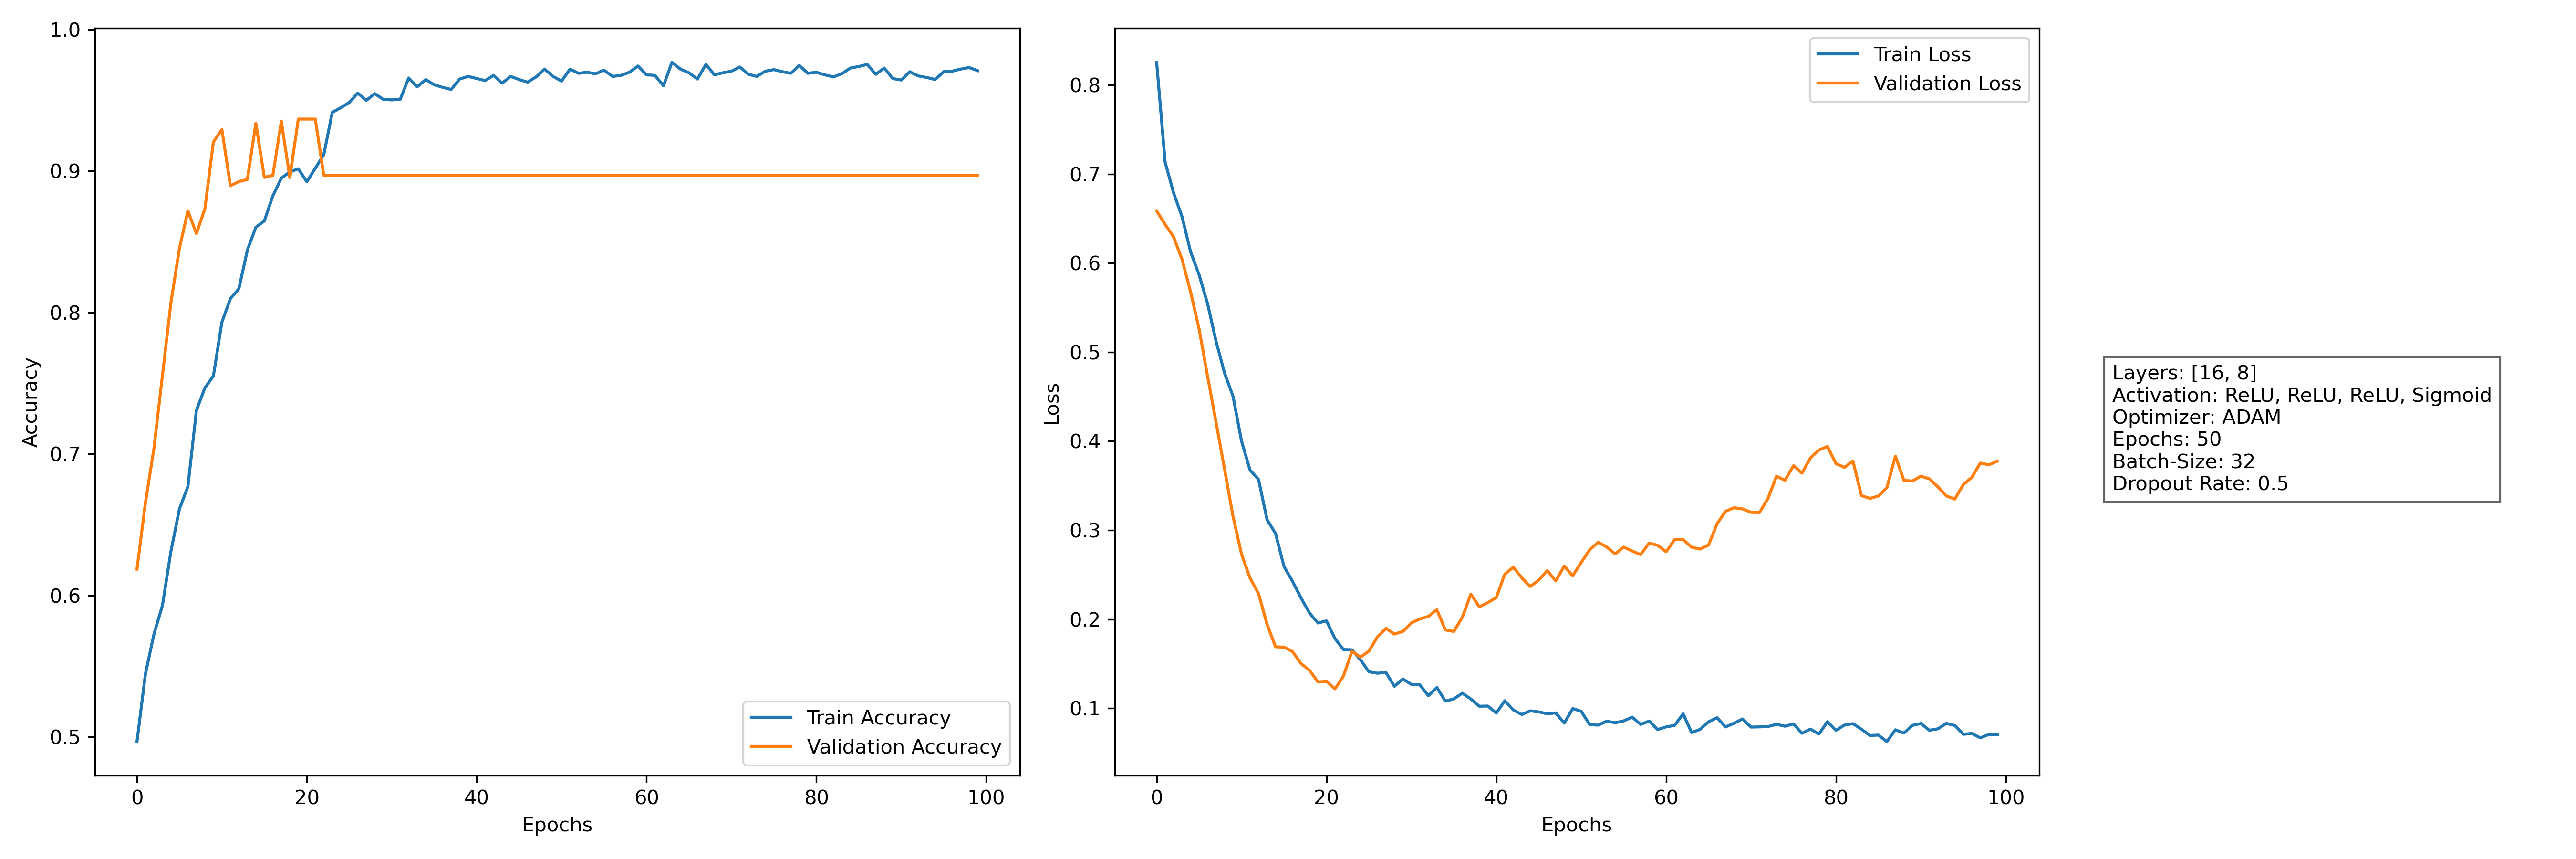 1.0
0.9
0.8
0.7
0.6
0.5
Accuracy
0
20
40
60
80
100
Epochs
Train Accuracy
Validation Accuracy
0.8
0.7
0.6
0.5
0.4
0.3
0.2
0.1
Loss
0
20
40
60
80
100
Epochs
Train Loss
Validation Loss
Layers: [16, 8]
Activation: ReLU, ReLU, ReLU, Sigmoid
Optimizer: ADAM
Epochs: 50
Batch-Size: 32
Dropout Rate: 0.5